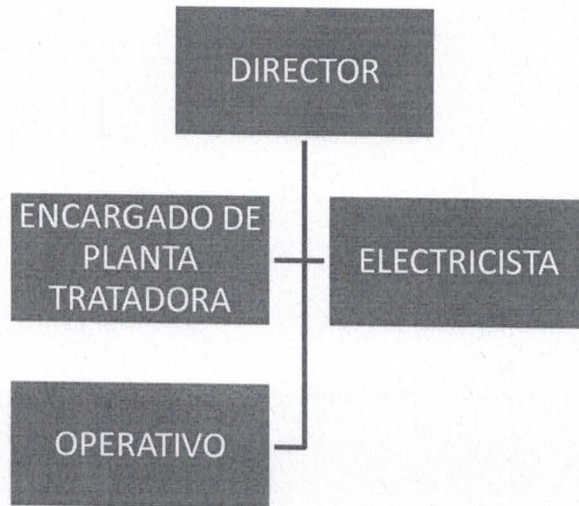 DIRECTOR
ENCARGADO DE
PLANTA
TRATADORA
ELECTRICISTA
OPERATIVO